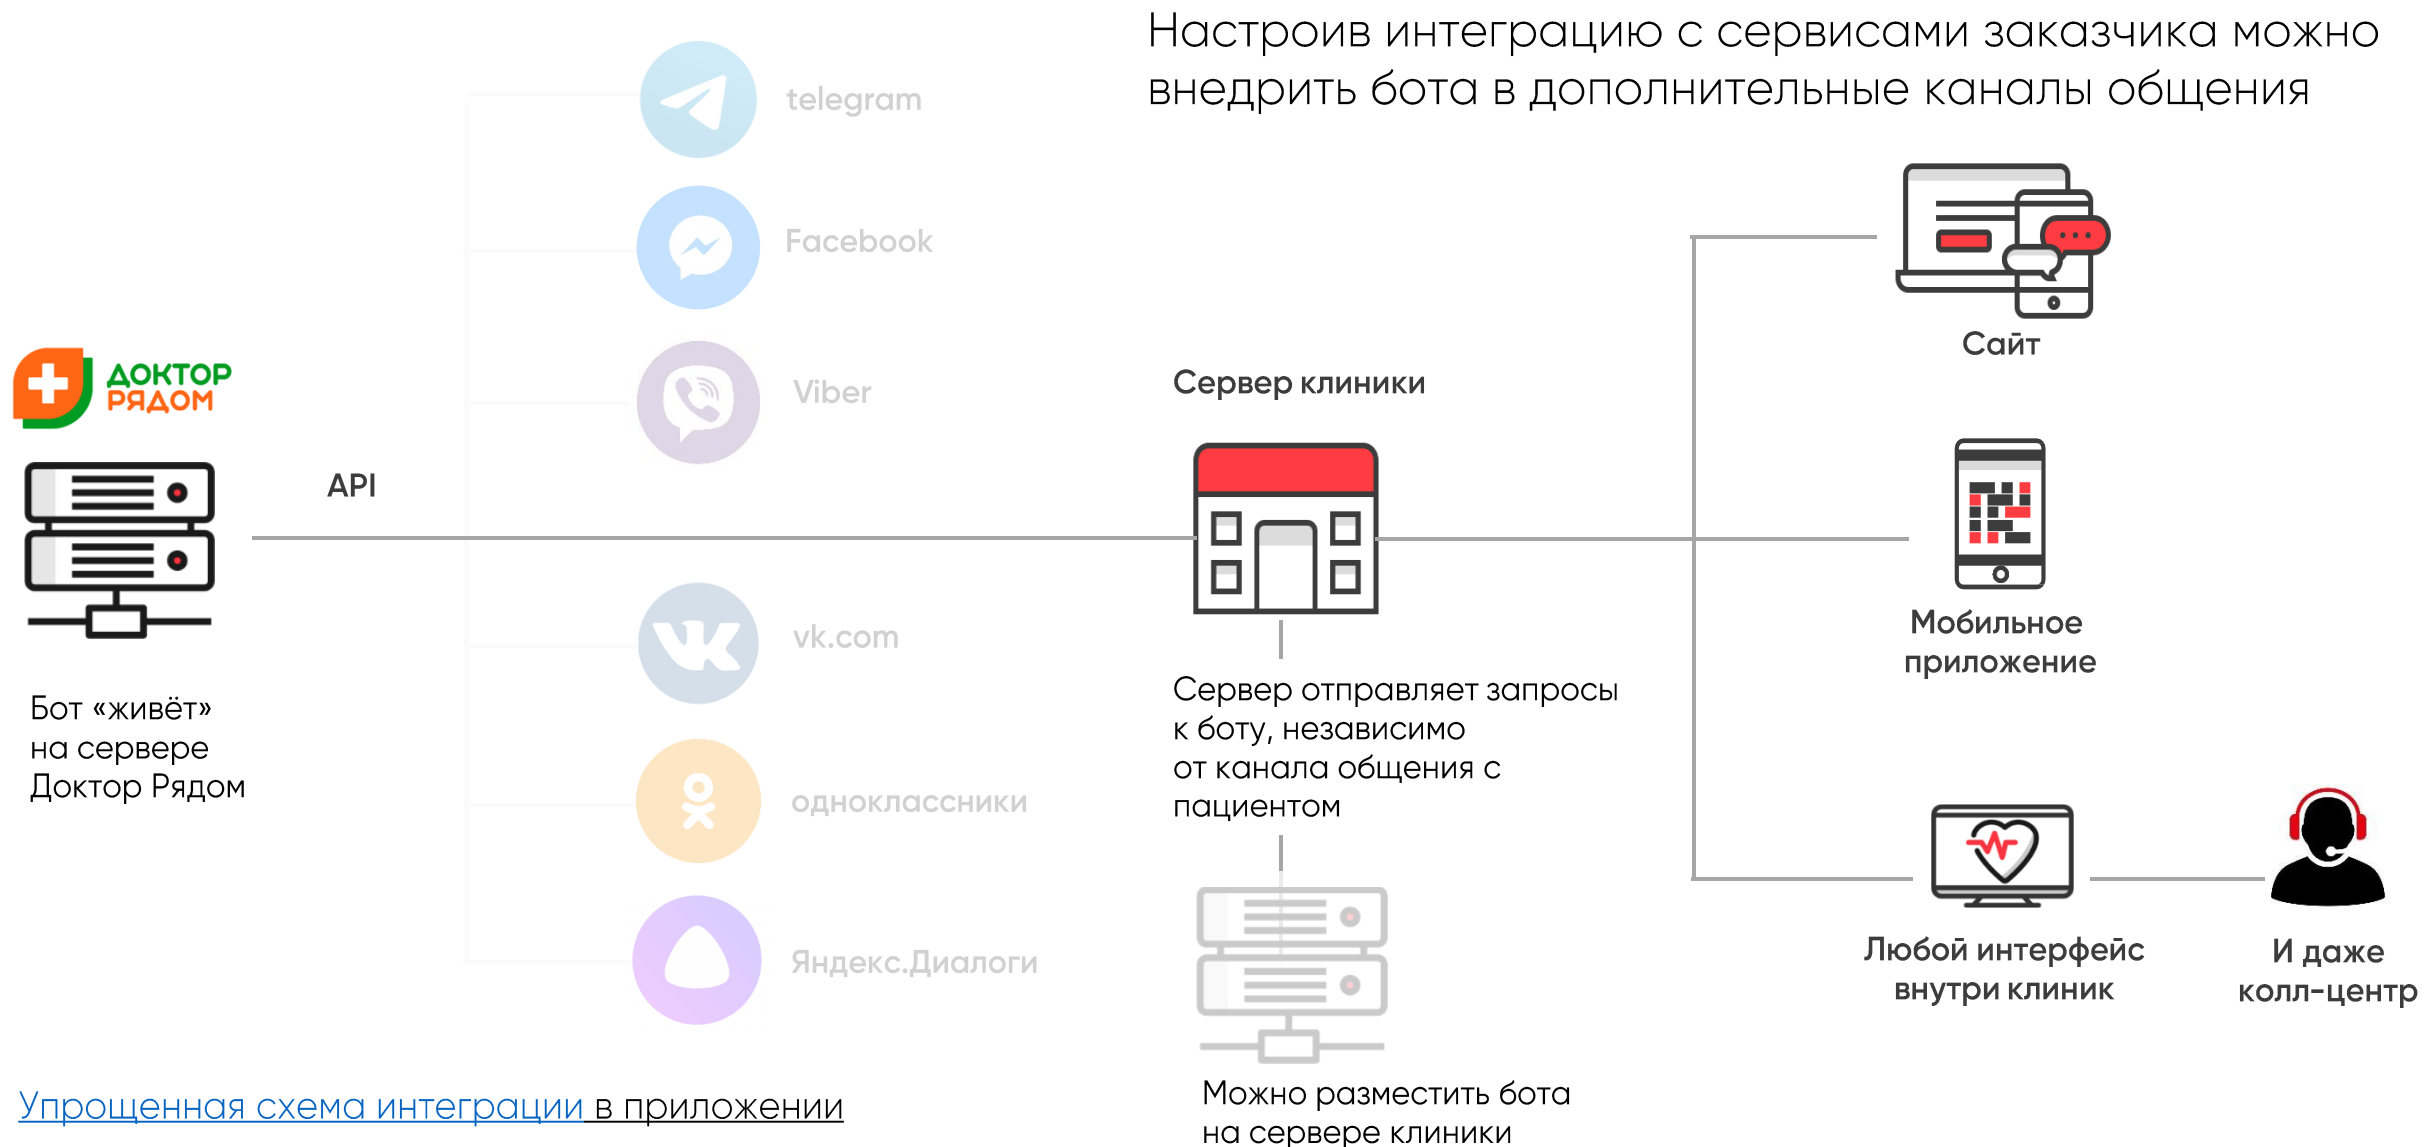 Настроив интеграцию с сервисами заказчика можно
внедрить бота в дополнительные каналы общения
telegram
Facebook
Viber
vk.com
одноклассники
Яндекс.Диалоги
ДОКТОР
РЯДОМ
API
Бот «живёт»
на сервере
Доктор Рядом
Сервер клиники
Сервер отправляет запросы
к боту, независимо
от канала общения с
пациентом
Можно разместить бота
на сервере клиники
Сайт
Мобильное
приложение
Любой интерфейс
внутри клиник
И даже
колл-центр
Упрощенная схема интеграции в приложении